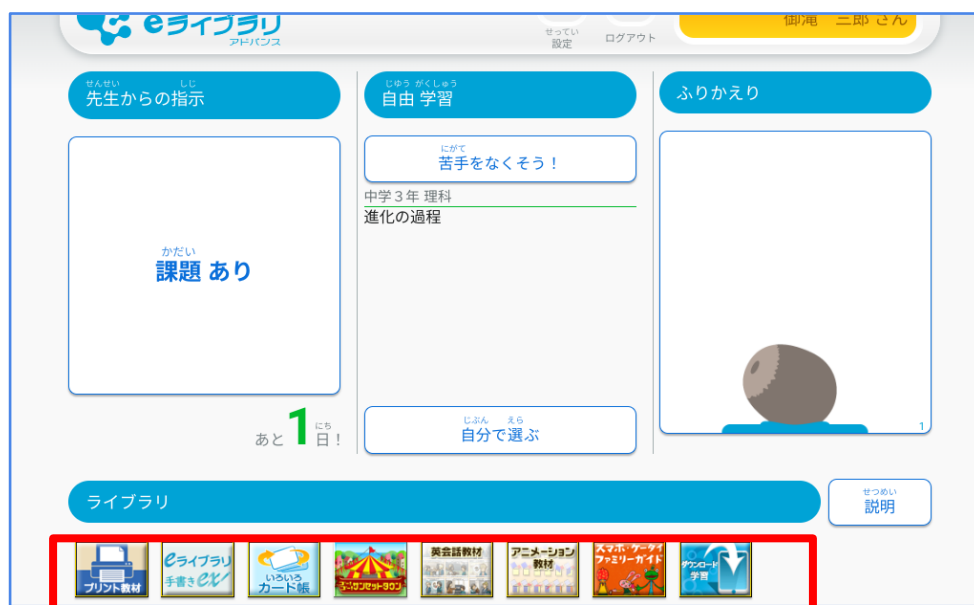 eライブラリ
アドバンス
せってい
設定
ログアウト
御滝 三郎 さん
せんせい しじ
先生からの指示
じゆう がくしゅう
自由 学習
ふりかえり
かだい
課題 あり
あと1日!
にち
にがて
苦手をなくそう！
中学３年 理科
進化の過程
じぶん えら
自分で選ぶ
1
ライブラリ
せつめい
説明
プリント教材
eライブラリ
手書きex
いろいろ
カード帳
英会話教材
アニメーション
教材
スマホ・ケータイ
ファミリーガイド
ダウンロード
学習